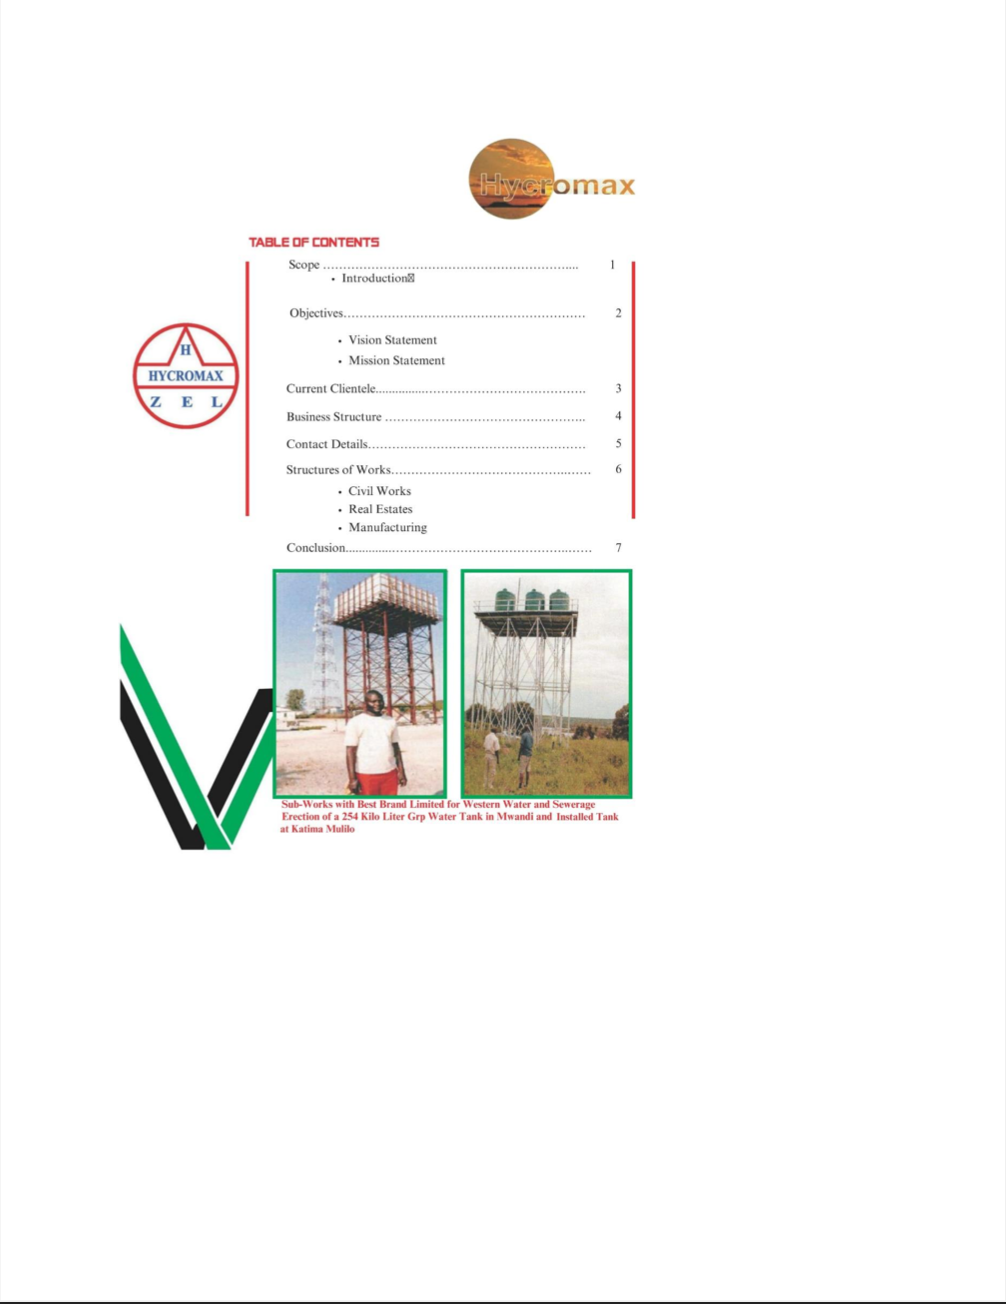 Hycromax
TABLE OF CONTENTS
Scope ................................................................ 1
• Introduction
Objectives............................................................ 2
• Vision Statement
• Mission Statement
H
HYCROMAX
Z E L
Current Clientele..................................................... 3
Business Structure .................................................. 4
Contact Details....................................................... 5
Structures of Works................................................... 6
• Civil Works
• Real Estates
• Manufacturing
Conclusion............................................................ 7
Sub-Works with Best Brand Limited for Western Water and Sewerage
Erection of a 254 Kilo Liter Grp Water Tank in Mwandi and Installed Tank
at Katima Mulilo